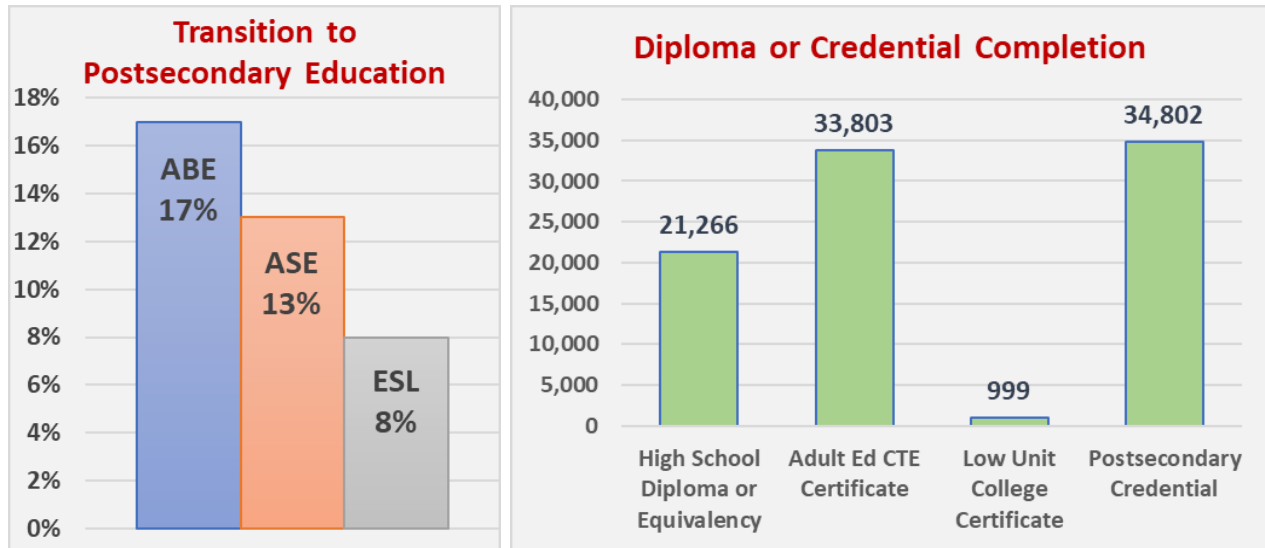 Transition to
Postsecondary Education
18%
16%
14%
12%
10%
8%
6%
4%
2%
0%
ABE
17%
ASE
13%
ESL
8%
Diploma or Credential Completion
40,000
35,000
30,000
25,000
20,000
15,000
10,000
5,000
0
21,266
33,803
999
34,802
High School
Diploma or
Equivalency
Adult Ed CTE
Certificate
Low Unit
College
Certificate
Postsecondary
Credential